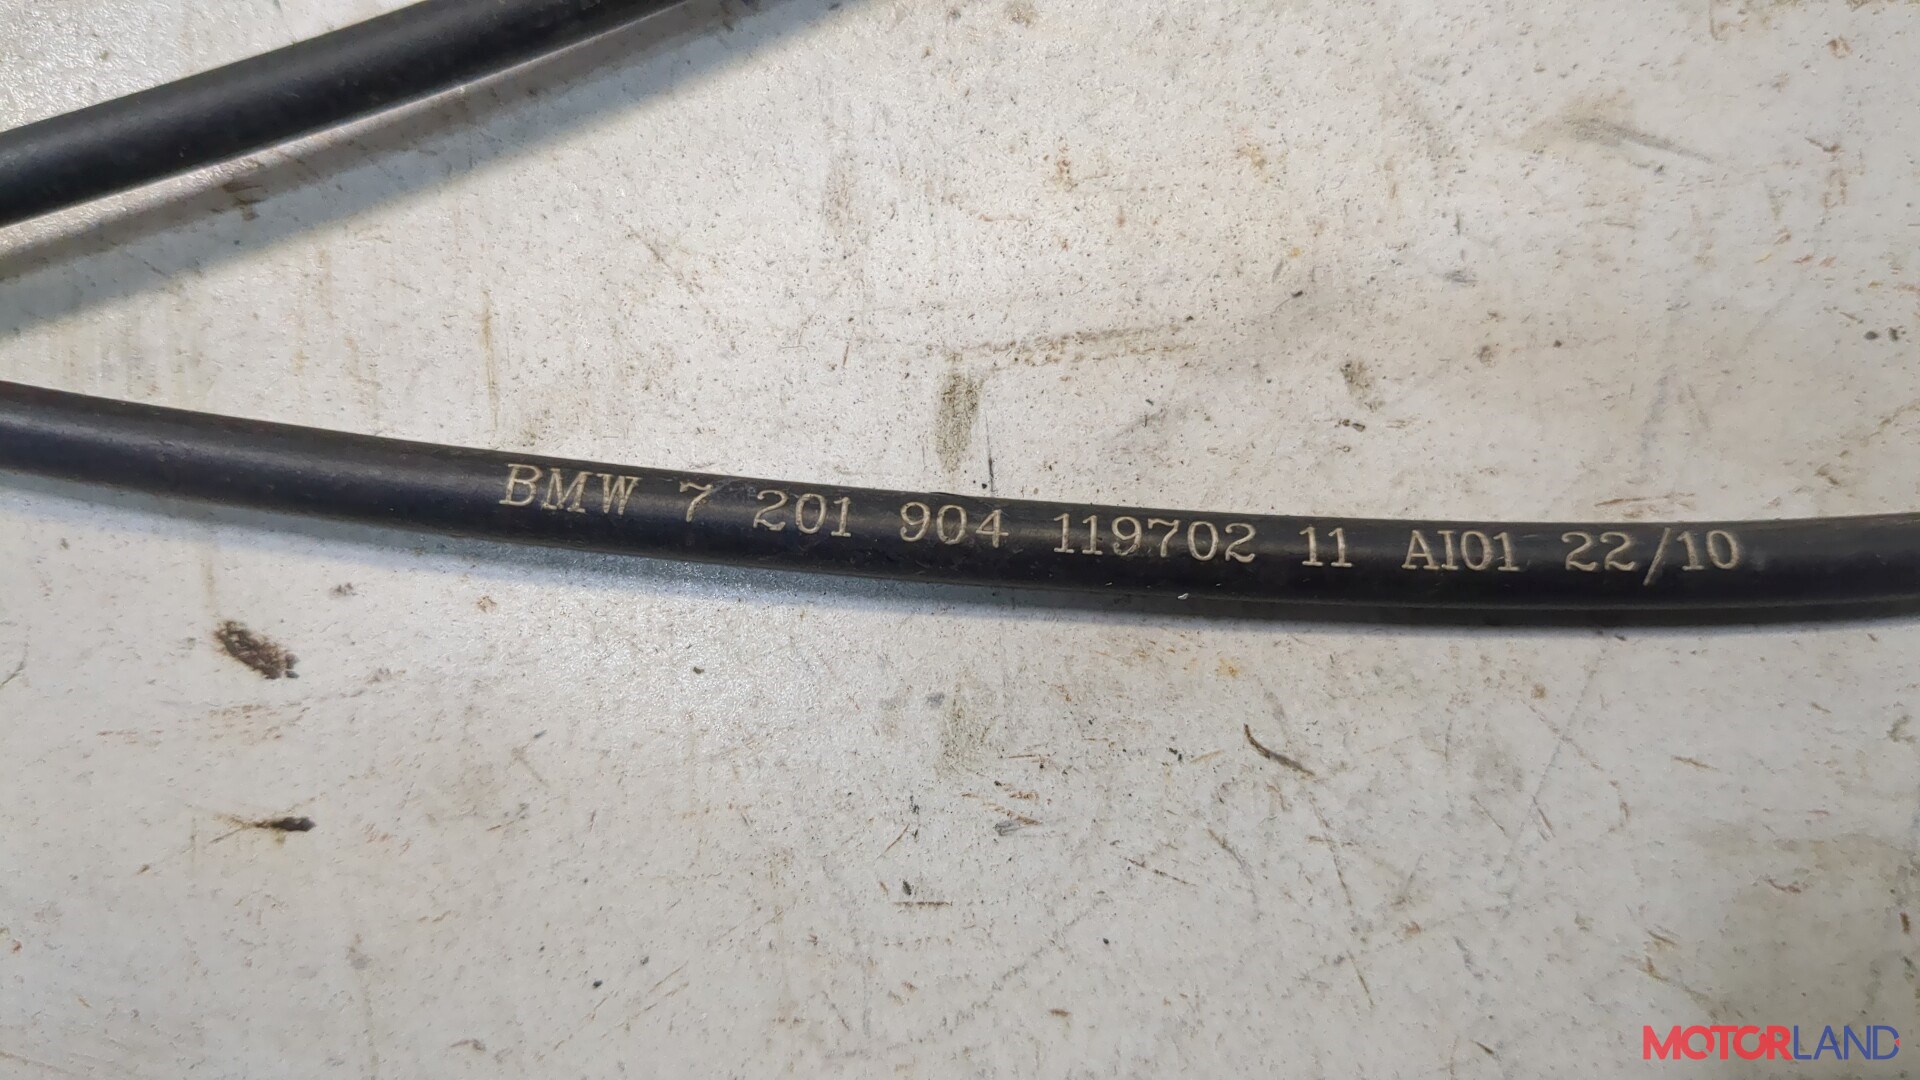 BMW 7 201 904 119702 11 AI01 22/10
MOTORLAND